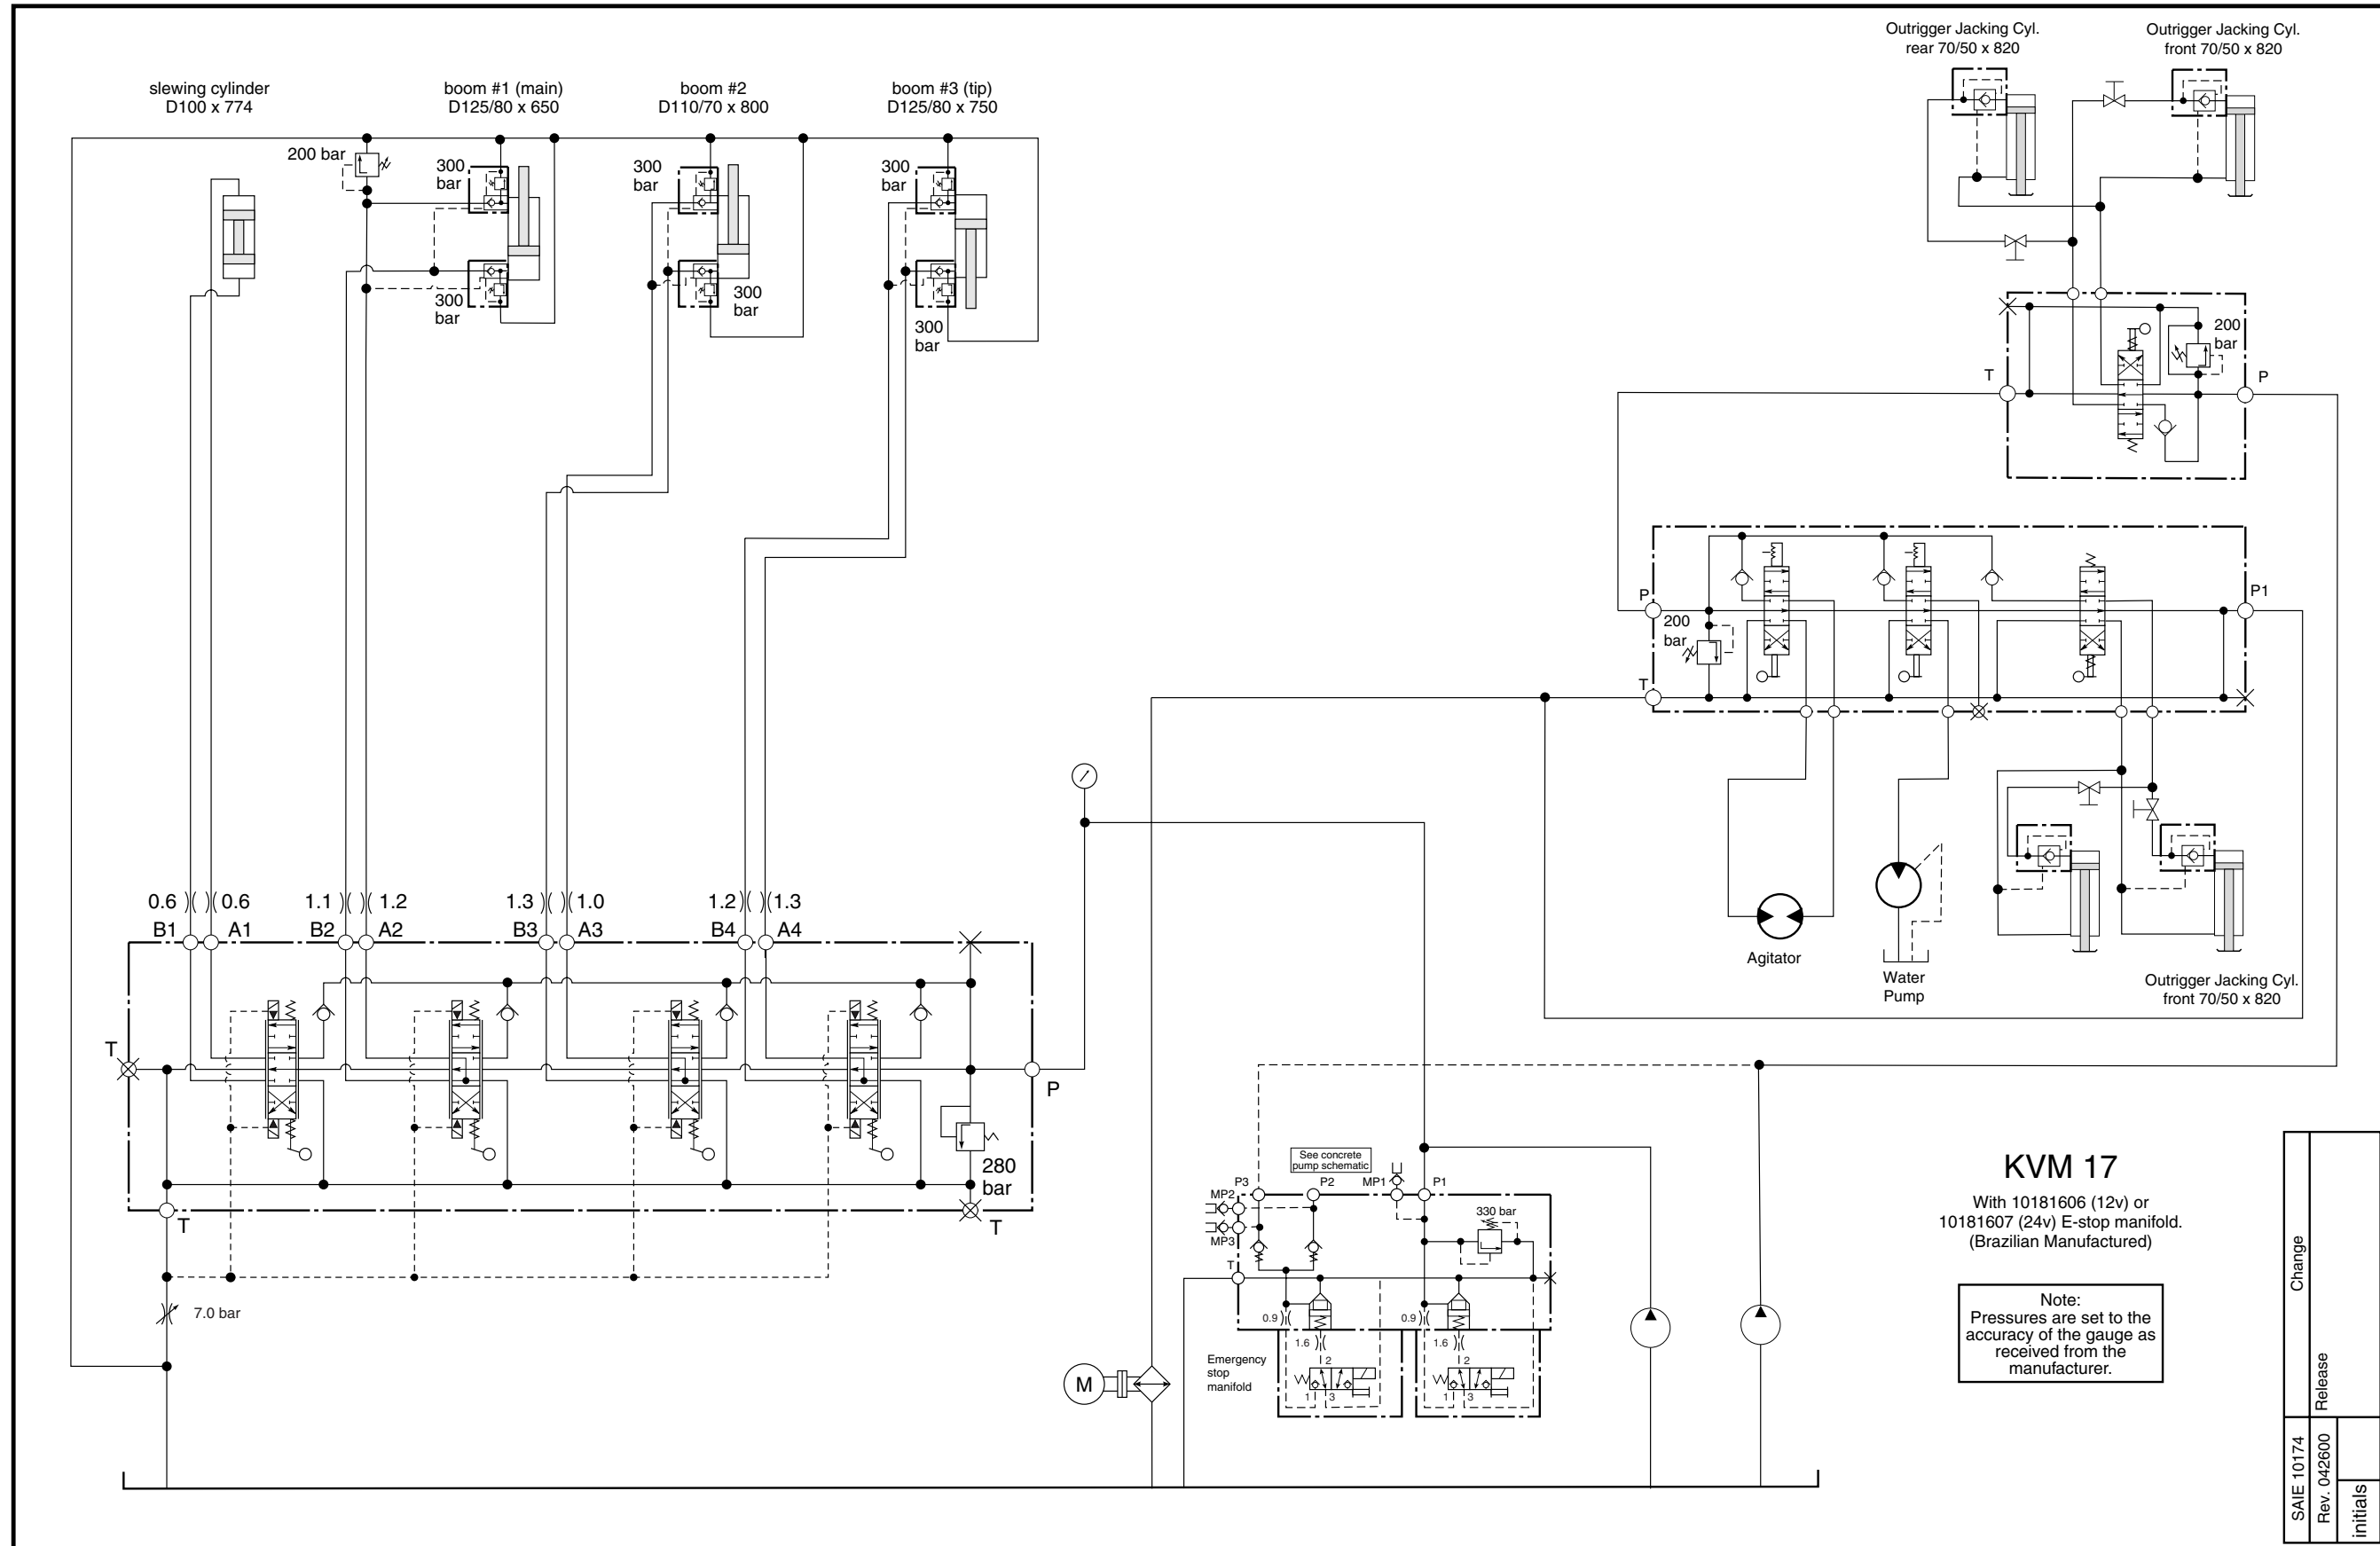 Outrigger Jacking Cyl.
rear 70/50 x 820
Outrigger Jacking Cyl.
front 70/50 x 820
slewing cylinder
D100 x 774
boom #1 (main)
D125/80 x 650
boom #2
D110/70 x 800
boom #3 (tip)
D125/80 x 750
200 bar
300
bar
300
bar
300
bar
300
bar
300
bar
300
bar
200
bar
T
P
P
P1
200
bar
T
Agitator
Water
Pump
Outrigger Jacking Cyl.
front 70/50 x 820
0.6
0.6
1.1
1.2
1.3
1.0
1.2
1.3
B1
A1
B2
A2
B3
A3
B4
A4
T
P
280
bar
T
T
7.0 bar
See concrete
pump schematic
P3
P2
MP1
P1
MP2
MP3
330 bar
T
0.9
0.9
1.6
1.6
2
2
1
3
1
3
Emergency
stop
manifold
M
KVM 17
With 10181606 (12v) or
10181607 (24v) E-stop manifold.
(Brazilian Manufactured)
Note:
Pressures are set to the
accuracy of the gauge as
received from the
manufacturer.
Change
Release
SAIE 10174
Rev. 042600
initials